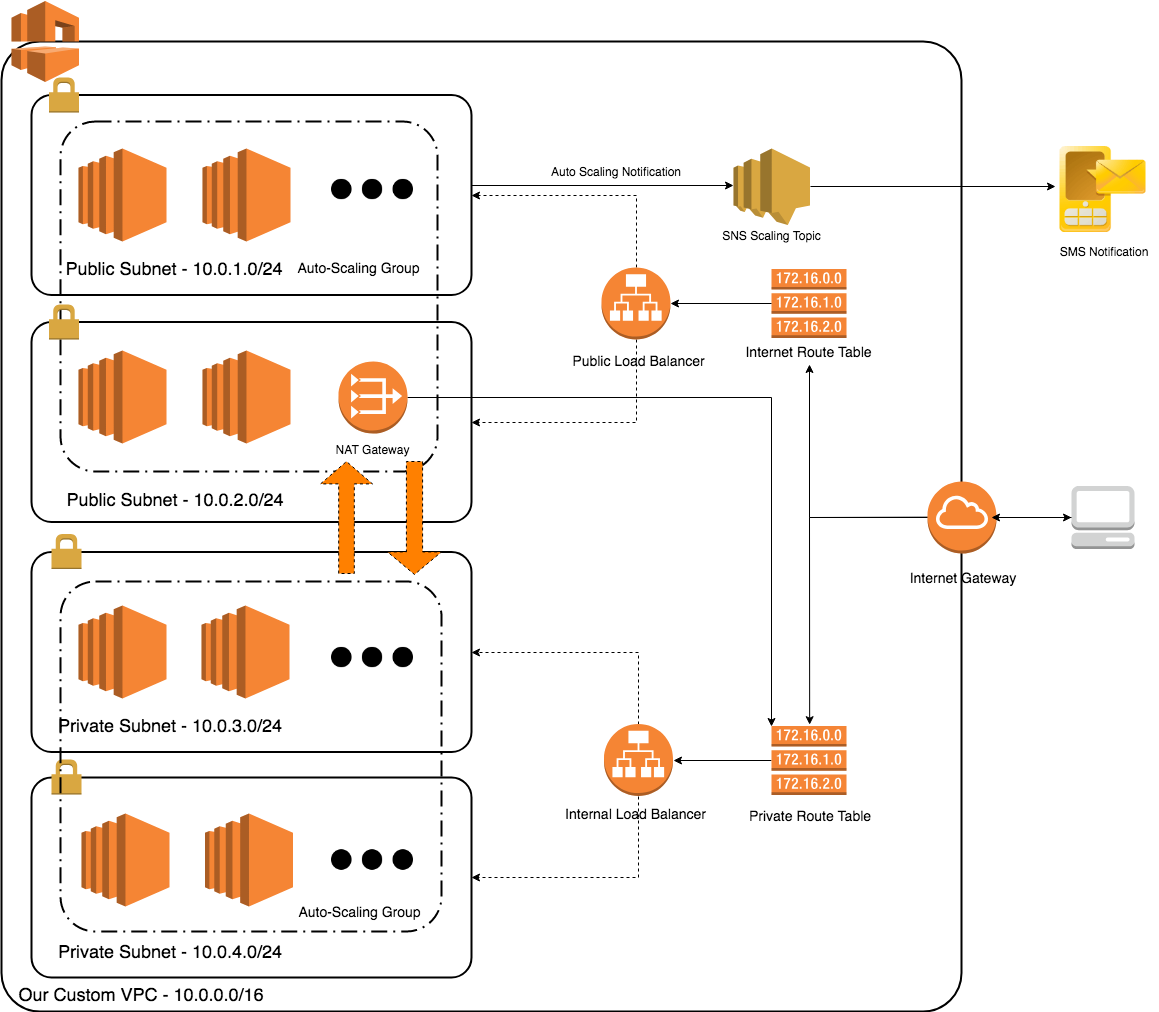 Auto Scaling Notification
SNS Scaling Topic
SMS Notification
Public Subnet - 10.0.1.0/24
Auto-Scaling Group
172.16.0.0
172.16.1.0
172.16.2.0
Internet Route Table
Public Load Balancer
NAT Gateway
Public Subnet - 10.0.2.0/24
Internet Gateway
Private Subnet - 10.0.3.0/24
172.16.0.0
172.16.1.0
172.16.2.0
Internal Load Balancer
Private Route Table
Auto-Scaling Group
Private Subnet - 10.0.4.0/24
Our Custom VPC - 10.0.0.0/16